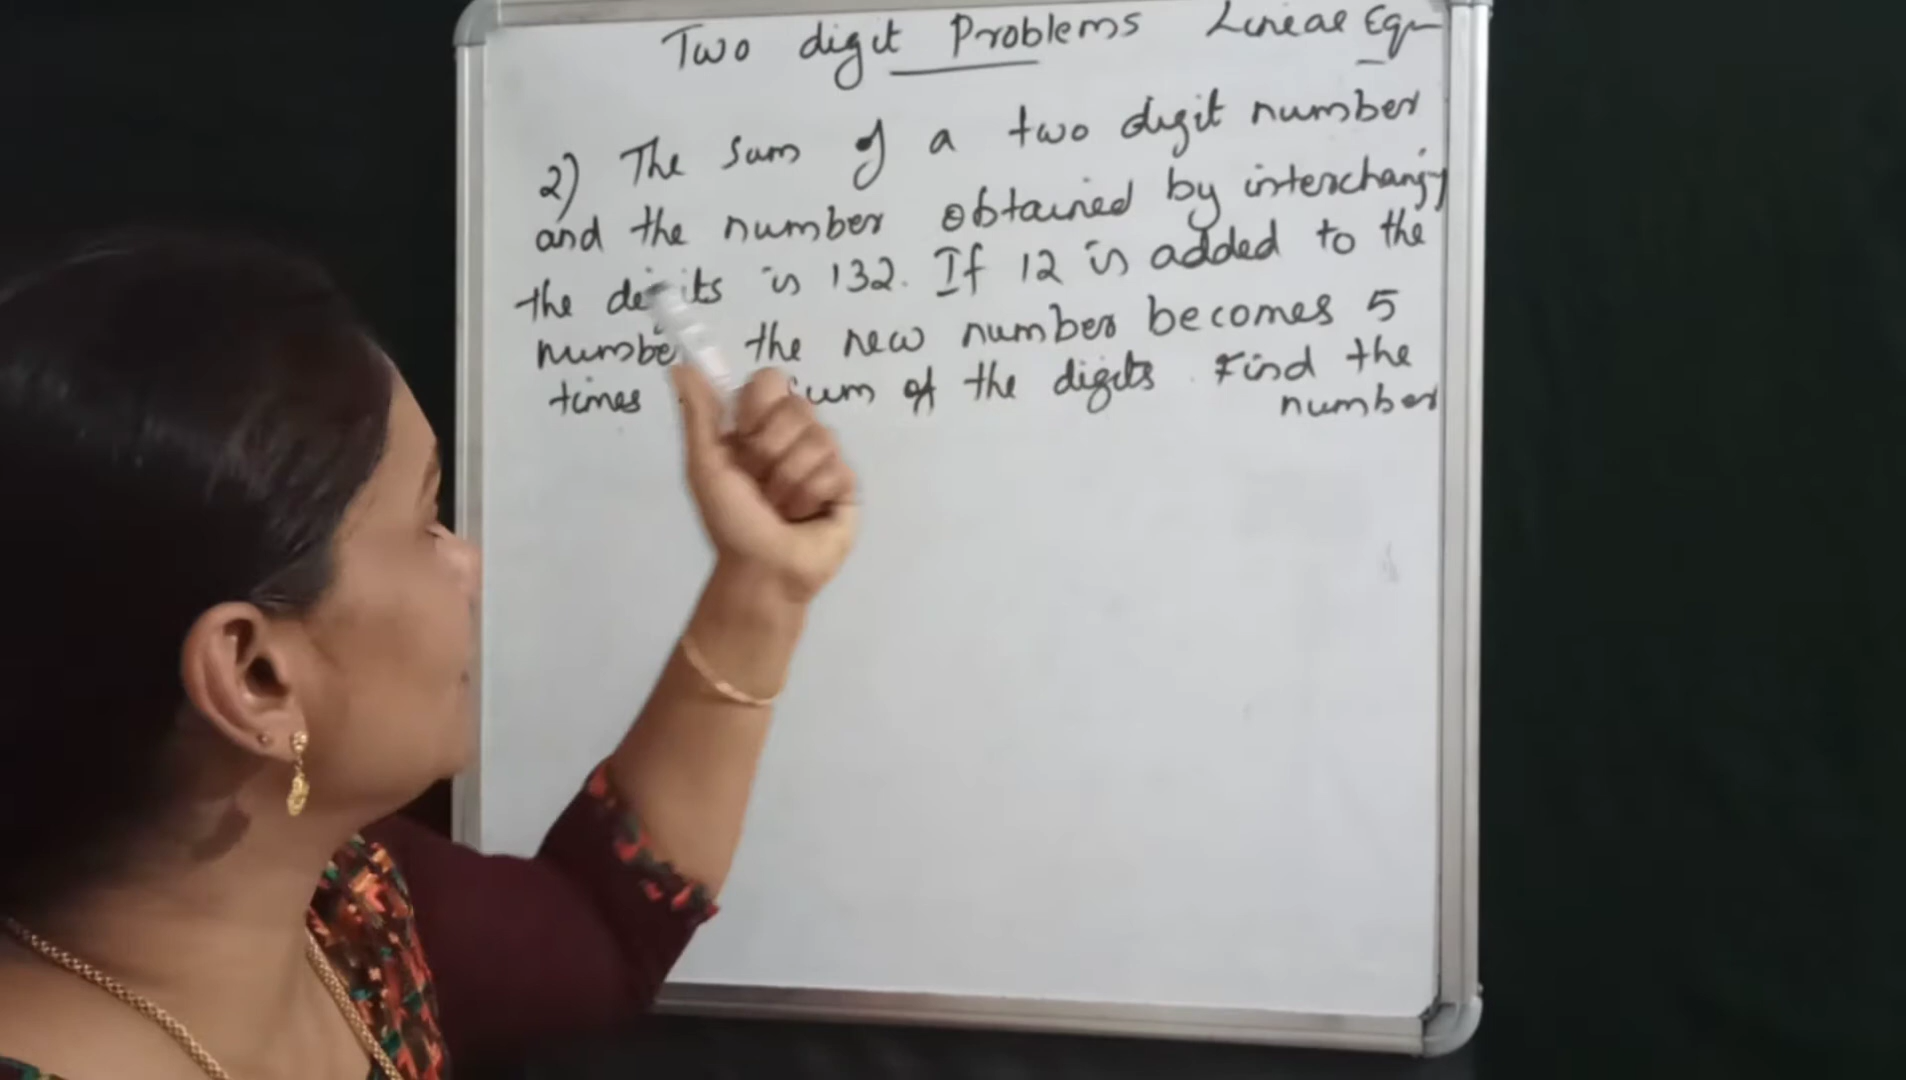 Two digit Problems Linear Eqn
2) The sum of a two digit number
and the number obtained by interchangig
the digits is 132. If 12 is added to the
number the new number becomes 5
times sum of the digits. Find the
number